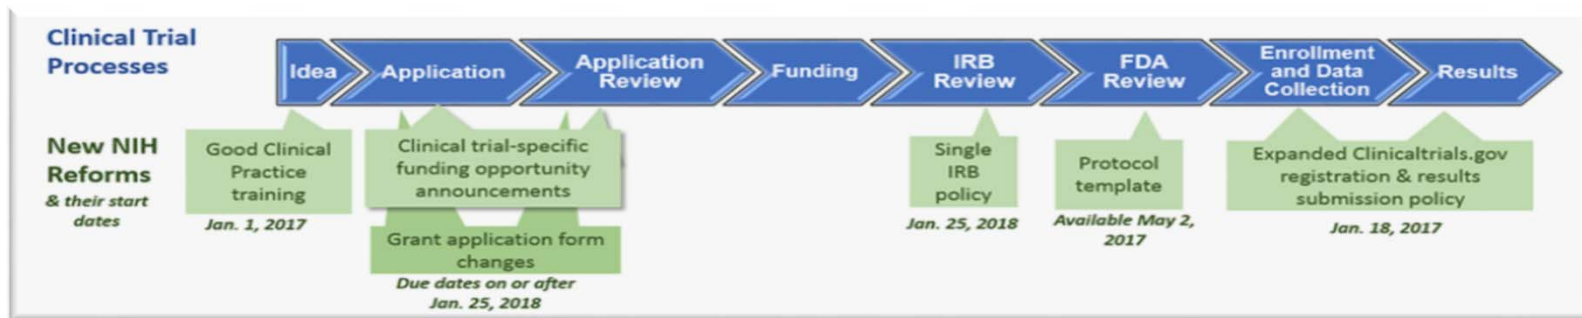 Clinical Trial
Processes
Idea
Application
Application
Review
Funding
IRB
Review
FDA
Review
Enrollment
and Data
Collection
Results
New NIH
Reforms
& their start
dates
Good Clinical
Practice
training
Jan. 1, 2017
Clinical trial-specific
funding opportunity
announcements
Grant application form
changes
Due dates on or after
Jan. 25, 2018
Single
IRB
policy
Jan. 25, 2018
Protocol
template
Available May 2,
2017
Expanded Clinicaltrials.gov
registration & results
submission policy
Jan. 18, 2017